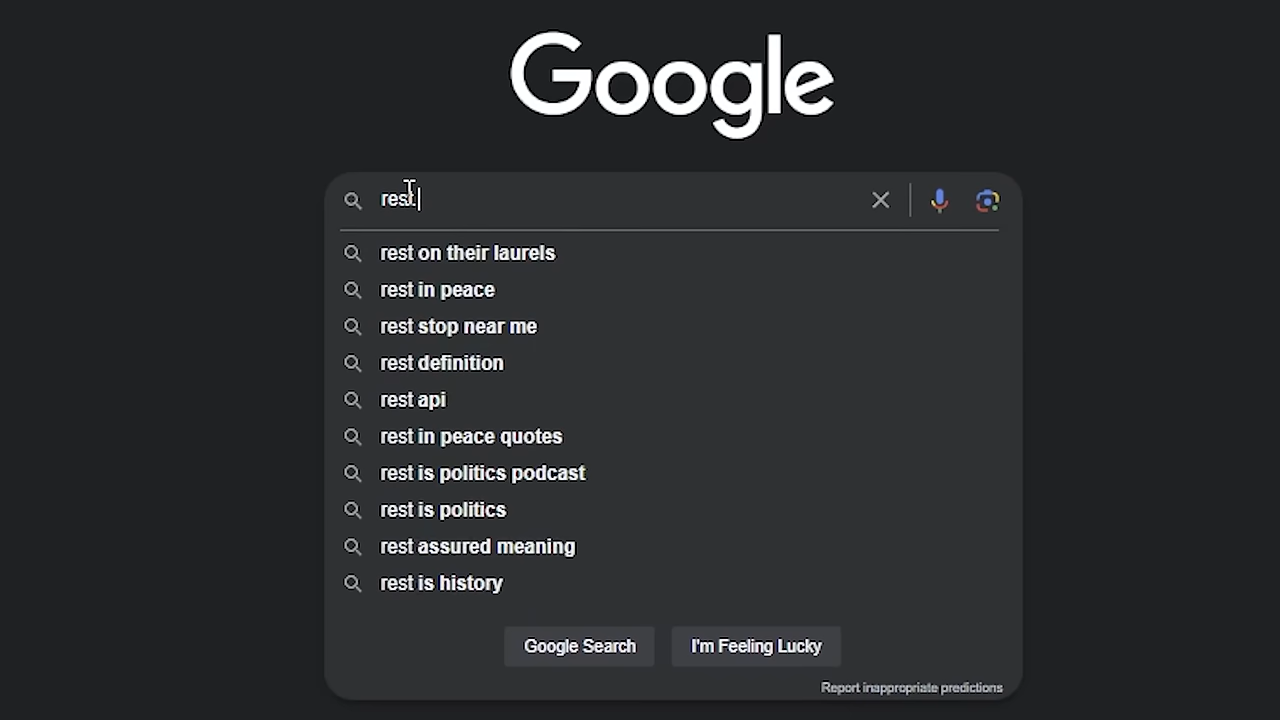 Google
rest
rest on their laurels
rest in peace
rest stop near me
rest definition
rest api
rest in peace quotes
rest is politics podcast
rest is politics
rest assured meaning
rest is history
Google Search
I'm Feeling Lucky
Report inappropriate predictions